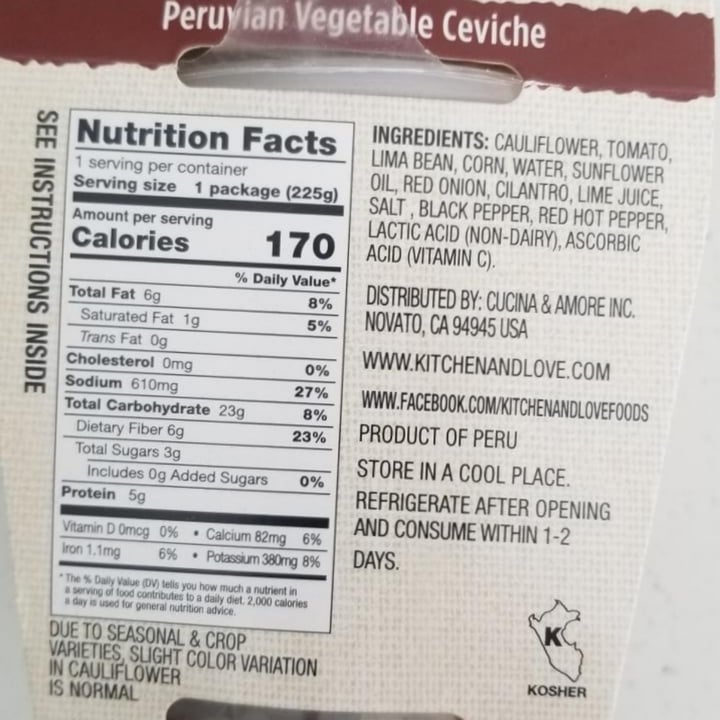 Peruvian Vegetable Ceviche
SEE INSTRUCTIONS INSIDE
Nutrition Facts
1 serving per container
Serving size 1 package (225g)
Amount per serving
Calories 170
% Daily Value*
Total Fat 6g 8%
Saturated Fat 1g 5%
Trans Fat 0g
Cholesterol 0mg 0%
Sodium 610mg 27%
Total Carbohydrate 23g 8%
Dietary Fiber 6g 23%
Total Sugars 3g
Includes 0g Added Sugars 0%
Protein 5g
Vitamin D 0mcg 0% • Calcium 82mg 6%
Iron 1.1mg 6% • Potassium 380mg 8%
* The % Daily Value (DV) tells you how much a nutrient in
a serving of food contributes to a daily diet. 2,000 calories
a day is used for general nutrition advice.
DUE TO SEASONAL & CROP
VARIETIES, SLIGHT COLOR VARIATION
IN CAULIFLOWER
IS NORMAL
INGREDIENTS: CAULIFLOWER, TOMATO,
LIMA BEAN, CORN, WATER, SUNFLOWER
OIL, RED ONION, CILANTRO, LIME JUICE,
SALT , BLACK PEPPER, RED HOT PEPPER,
LACTIC ACID (NON-DAIRY), ASCORBIC
ACID (VITAMIN C).
DISTRIBUTED BY: CUCINA & AMORE INC.
NOVATO, CA 94945 USA
WWW.KITCHENANDLOVE.COM
WWW.FACEBOOK.COM/KITCHENANDLOVEFOODS
PRODUCT OF PERU
STORE IN A COOL PLACE.
REFRIGERATE AFTER OPENING
AND CONSUME WITHIN 1-2
DAYS.
K
KOSHER